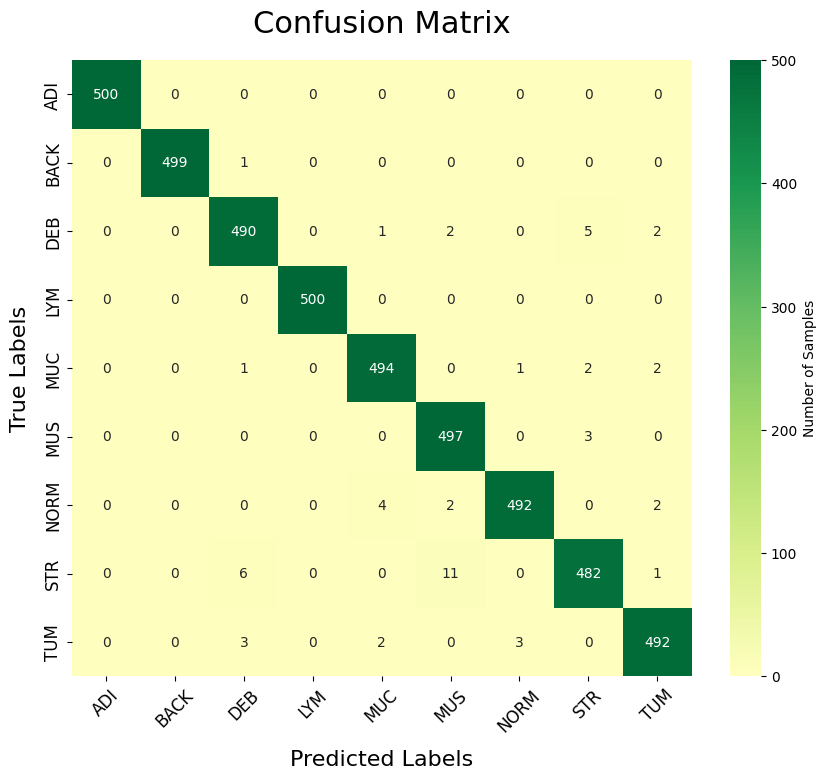 Confusion Matrix
ADI 500 0 0 0 0 0 0 0 0
BACK 0 499 1 0 0 0 0 0 0
DEB 0 0 490 0 1 2 0 5 2
LYM 0 0 0 500 0 0 0 0 0
MUC 0 0 1 0 494 0 1 2 2
MUS 0 0 0 0 0 497 0 3 0
NORM 0 0 0 0 4 2 492 0 2
STR 0 0 6 0 0 11 0 482 1
TUM 0 0 3 0 2 0 3 0 492
ADI BACK DEB LYM MUC MUS NORM STR TUM
True Labels
Predicted Labels
500
400
300
200
100
0
Number of Samples